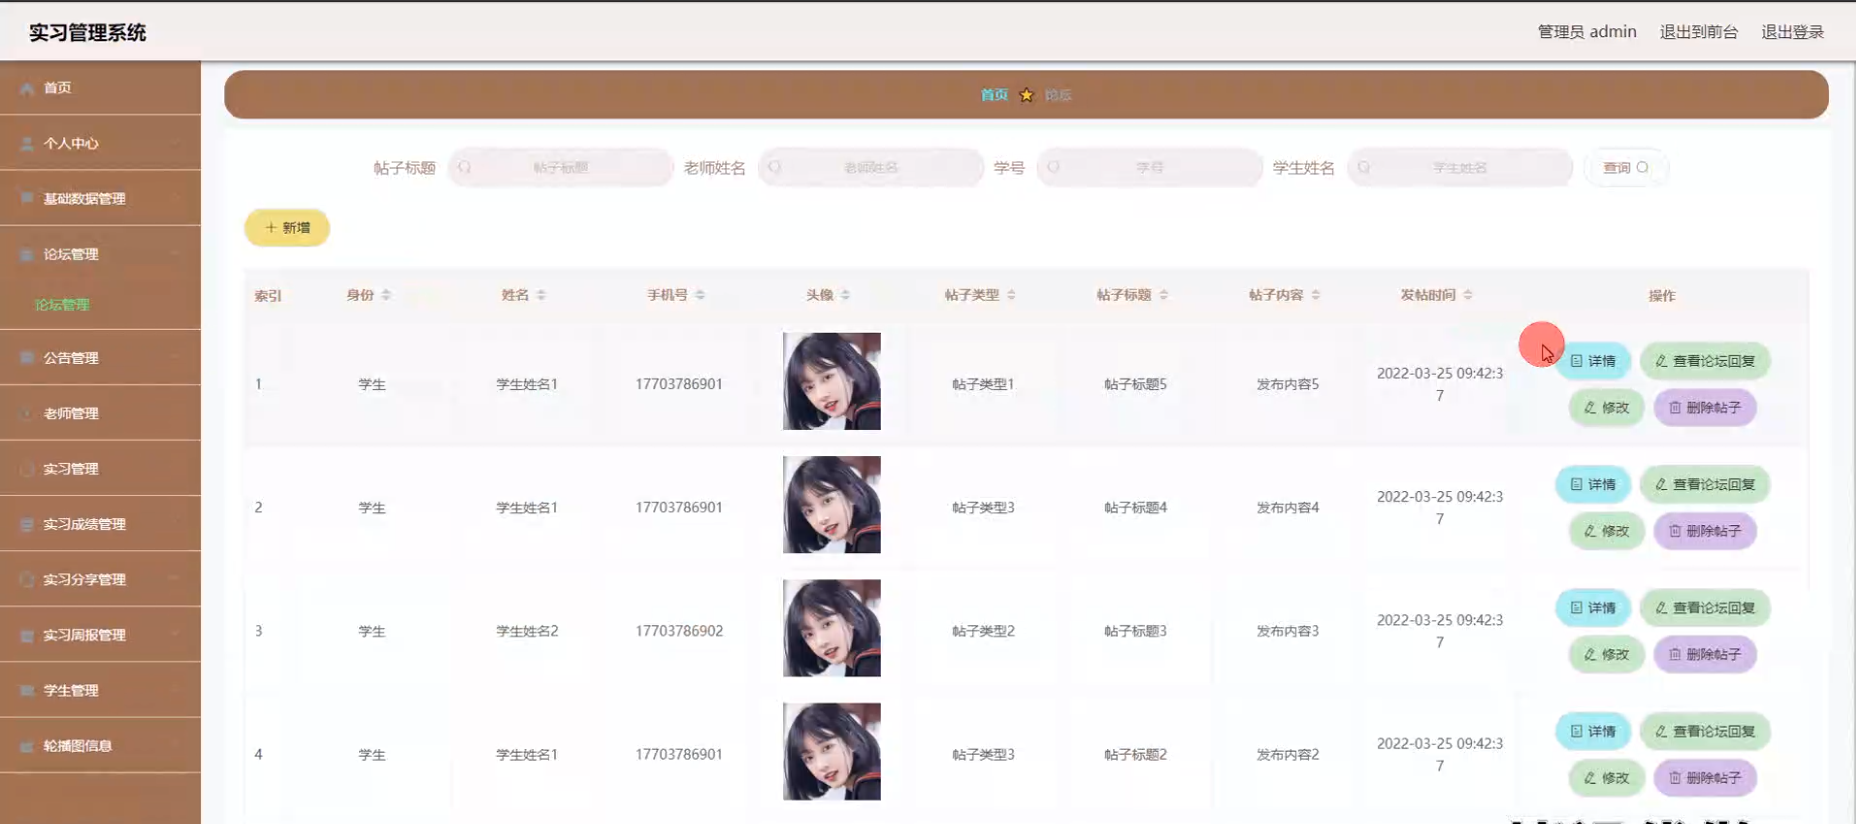 实习管理系统
管理员 admin 退出到前台 退出登录
首页
个人中心
基础数据管理
论坛管理
论坛管理
公告管理
老师管理
实习管理
实习成绩管理
实习分享管理
实习周报管理
学生管理
轮播图信息
首页 论坛
帖子标题 帖子标题 老师姓名 老师姓名 学号 学号 学生姓名 学生姓名 查询
+ 新增
索引 身份 姓名 手机号 头像 帖子类型 帖子标题 帖子内容 发帖时间 操作
1 学生 学生姓名1 17703786901 帖子类型1 帖子标题5 发布内容5 2022-03-25 09:42:3
7
详情 查看论坛回复
修改 删除帖子
2 学生 学生姓名1 17703786901 帖子类型3 帖子标题4 发布内容4 2022-03-25 09:42:3
7
详情 查看论坛回复
修改 删除帖子
3 学生 学生姓名2 17703786902 帖子类型2 帖子标题3 发布内容3 2022-03-25 09:42:3
7
详情 查看论坛回复
修改 删除帖子
4 学生 学生姓名1 17703786901 帖子类型3 帖子标题2 发布内容2 2022-03-25 09:42:3
7
详情 查看论坛回复
修改 删除帖子